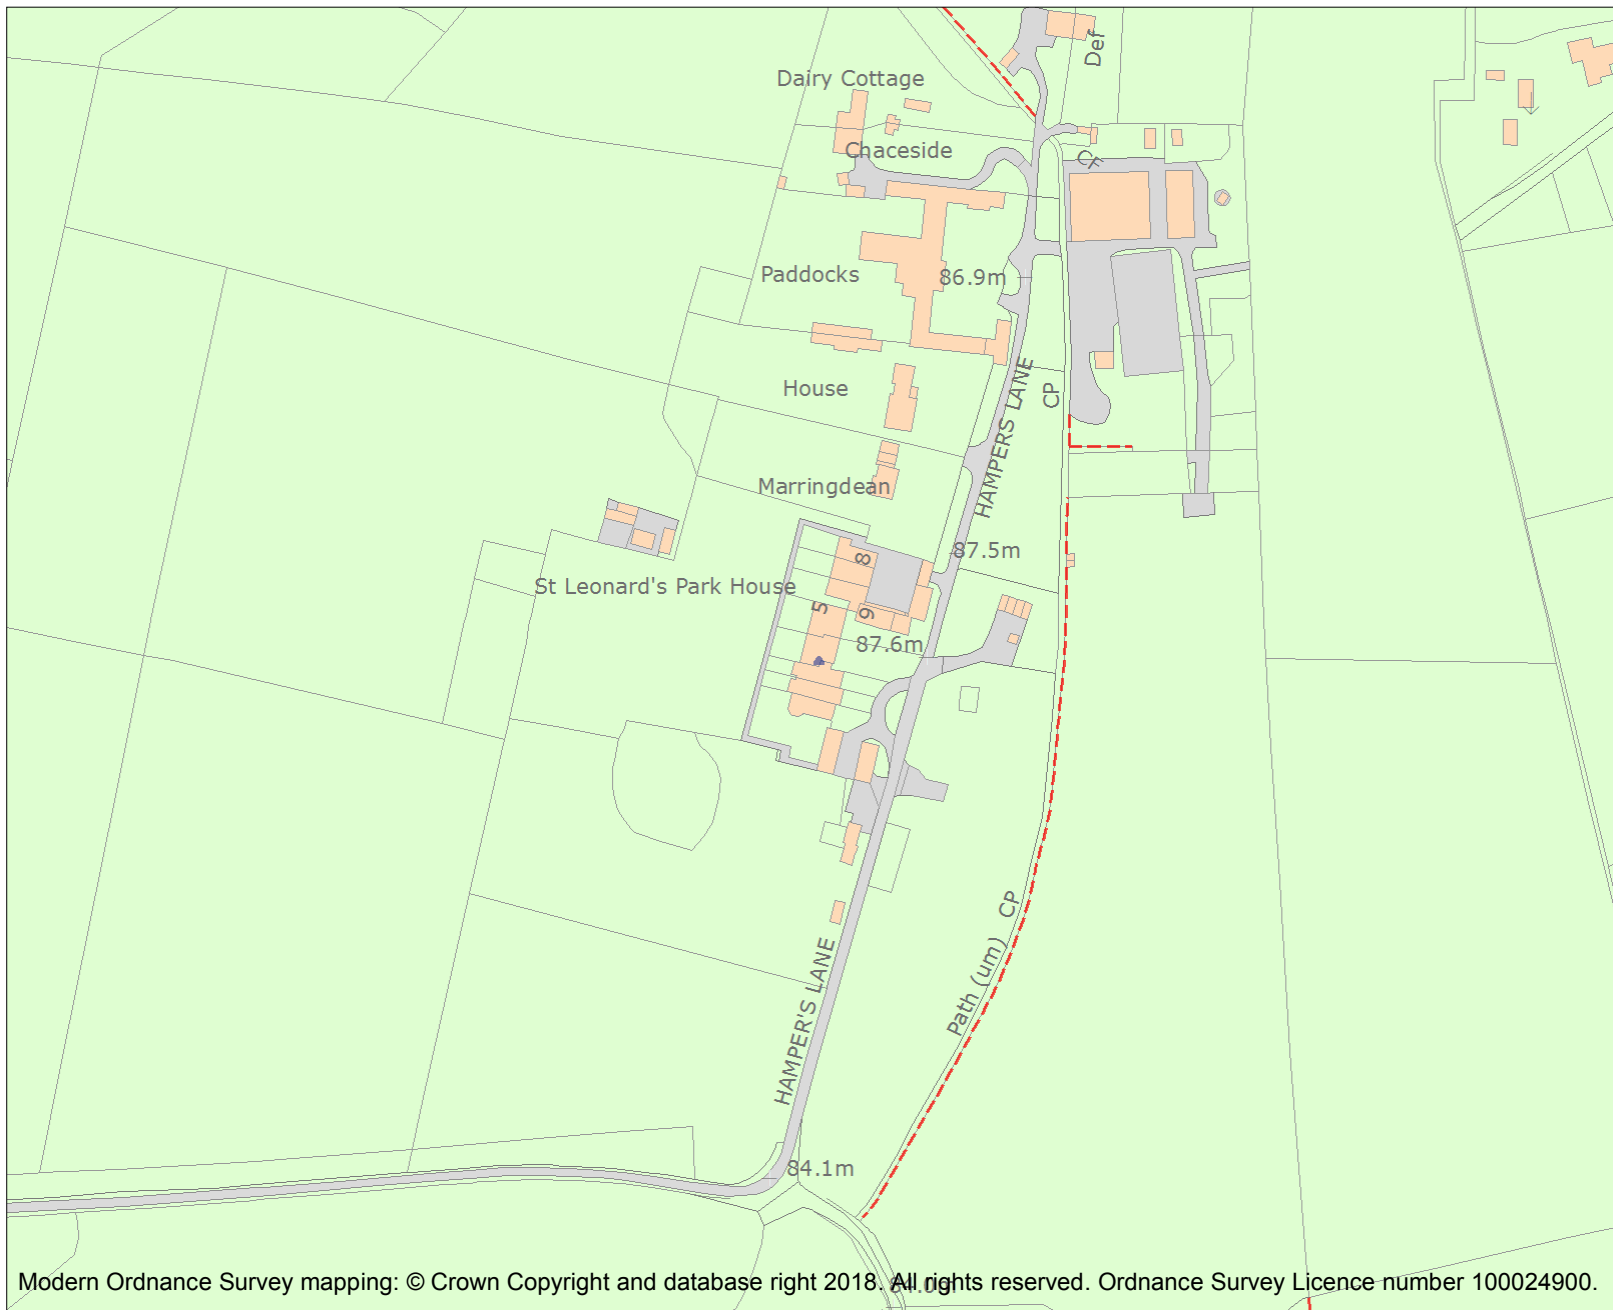 Def
Dairy Cottage
Chaceside
CF
Paddocks
86.9m
House
HAMPERS LANE
CP
Marringdean
87.5m
8
St Leonard's Park House
5
6
87.6m
CP
Path (um)
HAMPER'S LANE
84.1m
84.0m
Modern Ordnance Survey mapping: © Crown Copyright and database right 2018. All rights reserved. Ordnance Survey Licence number 100024900.